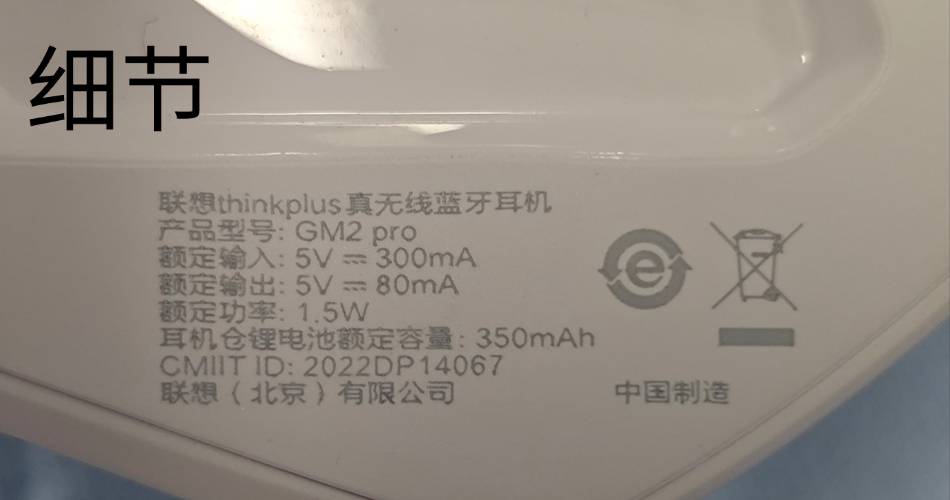 细节
联想thinkplus真无线蓝牙耳机
产品型号: GM2 pro
额定输入: 5V ⎓ 300mA
额定输出: 5V ⎓ 80mA
额定功率: 1.5W
耳机仓锂电池额定容量: 350mAh
CMIIT ID: 2022DP14067
联想（北京）有限公司
中国制造
e